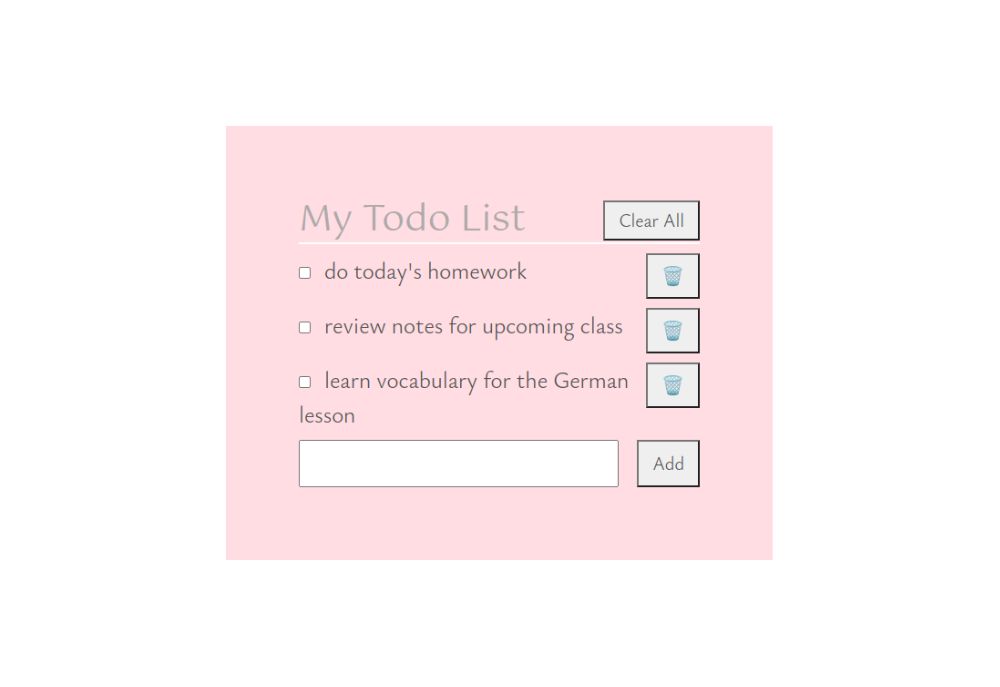 My Todo List
Clear All
do today's homework
review notes for upcoming class
learn vocabulary for the German
lesson
Add